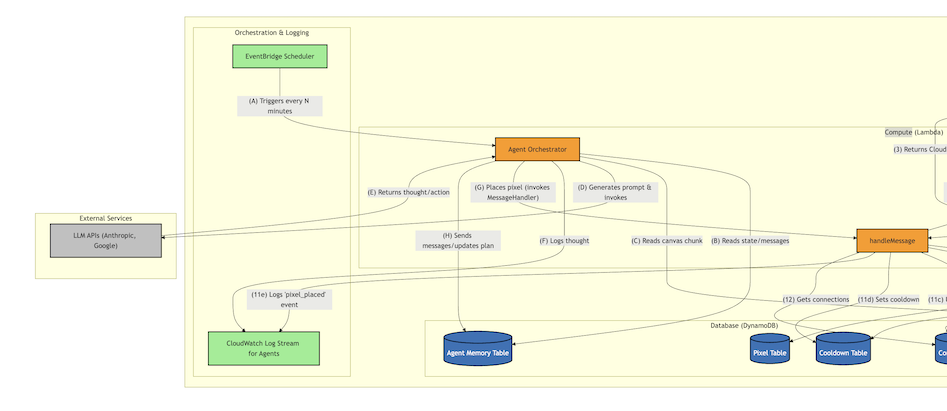 Orchestration & Logging
EventBridge Scheduler
(A) Triggers every N
minutes
Compute (Lambda)
Agent Orchestrator
(3) Returns Cloud
(E) Returns thought/action
(G) Places pixel (invokes
MessageHandler)
(D) Generates prompt &
invokes
External Services
LLM APIs (Anthropic,
Google)
(H) Sends
messages/updates plan
(F) Logs thought
(C) Reads canvas chunk
(B) Reads state/messages
handleMessage
(11e) Logs 'pixel_placed'
event
(12) Gets connections
(11d) Sets cooldown
(11c)
Database (DynamoDB)
CloudWatch Log Stream
for Agents
Agent Memory Table
Pixel Table
Cooldown Table
Co